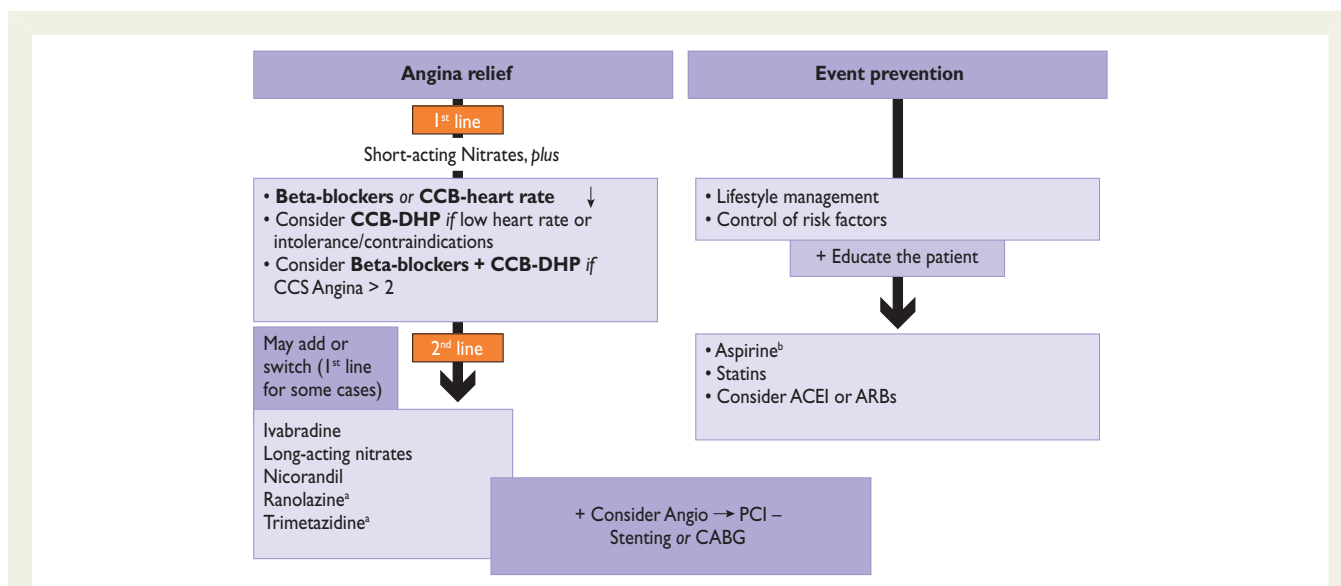 Angina relief
1st line
Short-acting Nitrates, plus
• Beta-blockers or CCB-heart rate ↓
• Consider CCB-DHP if low heart rate or
intolerance/contraindications
• Consider Beta-blockers + CCB-DHP if
CCS Angina > 2
May add or
switch (1st line
for some cases)
2nd line
Ivabradine
Long-acting nitrates
Nicorandil
Ranolazineᵃ
Trimetazidineᵃ
+ Consider Angio → PCI –
Stenting or CABG
Event prevention
• Lifestyle management
• Control of risk factors
+ Educate the patient
• Aspirineᵇ
• Statins
• Consider ACEI or ARBs